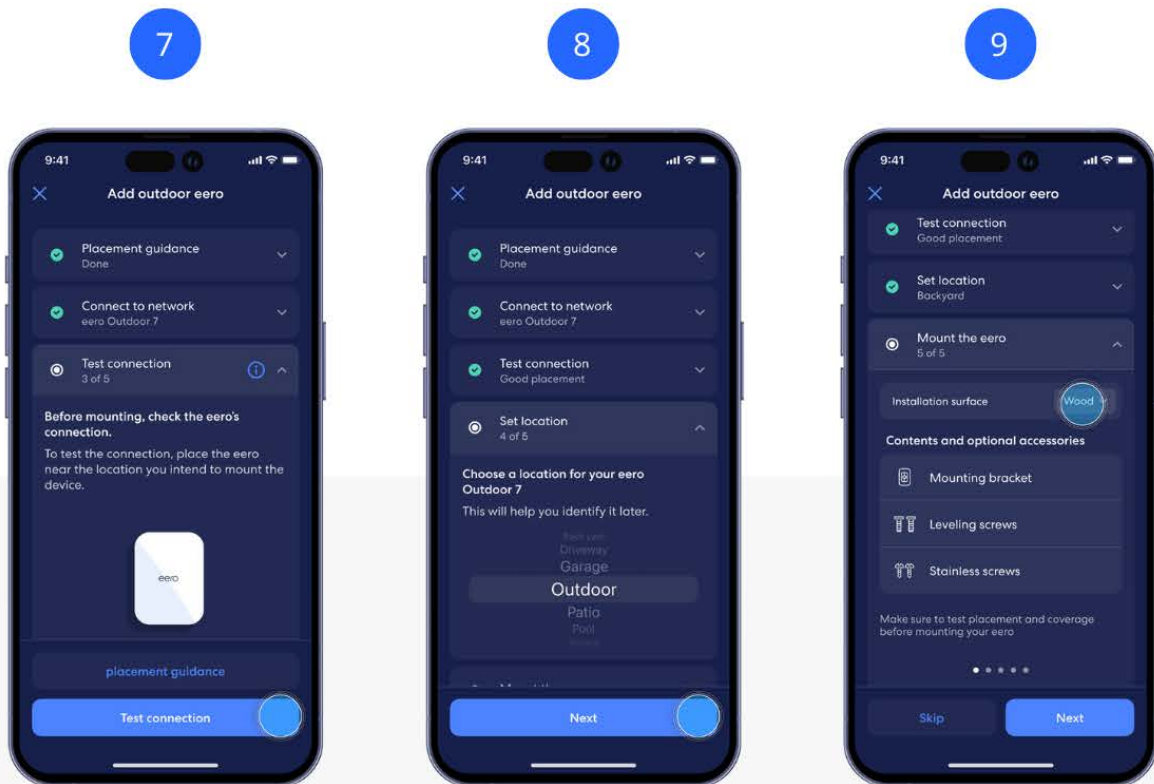 7
8
9
9:41
Add outdoor eero
Placement guidance
Done
Connect to network
eero Outdoor 7
Test connection
3 of 5
Before mounting, check the eero's
connection.
To test the connection, place the eero
near the location you intend to mount the
device.
eero
placement guidance
Test connection
9:41
Add outdoor eero
Placement guidance
Done
Connect to network
eero Outdoor 7
Test connection
Good placement
Set location
4 of 5
Choose a location for your eero
Outdoor 7
This will help you identify it later.
Driveway
Garage
Outdoor
Patio
Pool
Next
9:41
Add outdoor eero
Test connection
Good placement
Set location
Backyard
Mount the eero
5 of 5
Installation surface
Wood
Contents and optional accessories
Mounting bracket
Leveling screws
Stainless screws
Make sure to test placement and coverage
before mounting your eero
Skip
Next